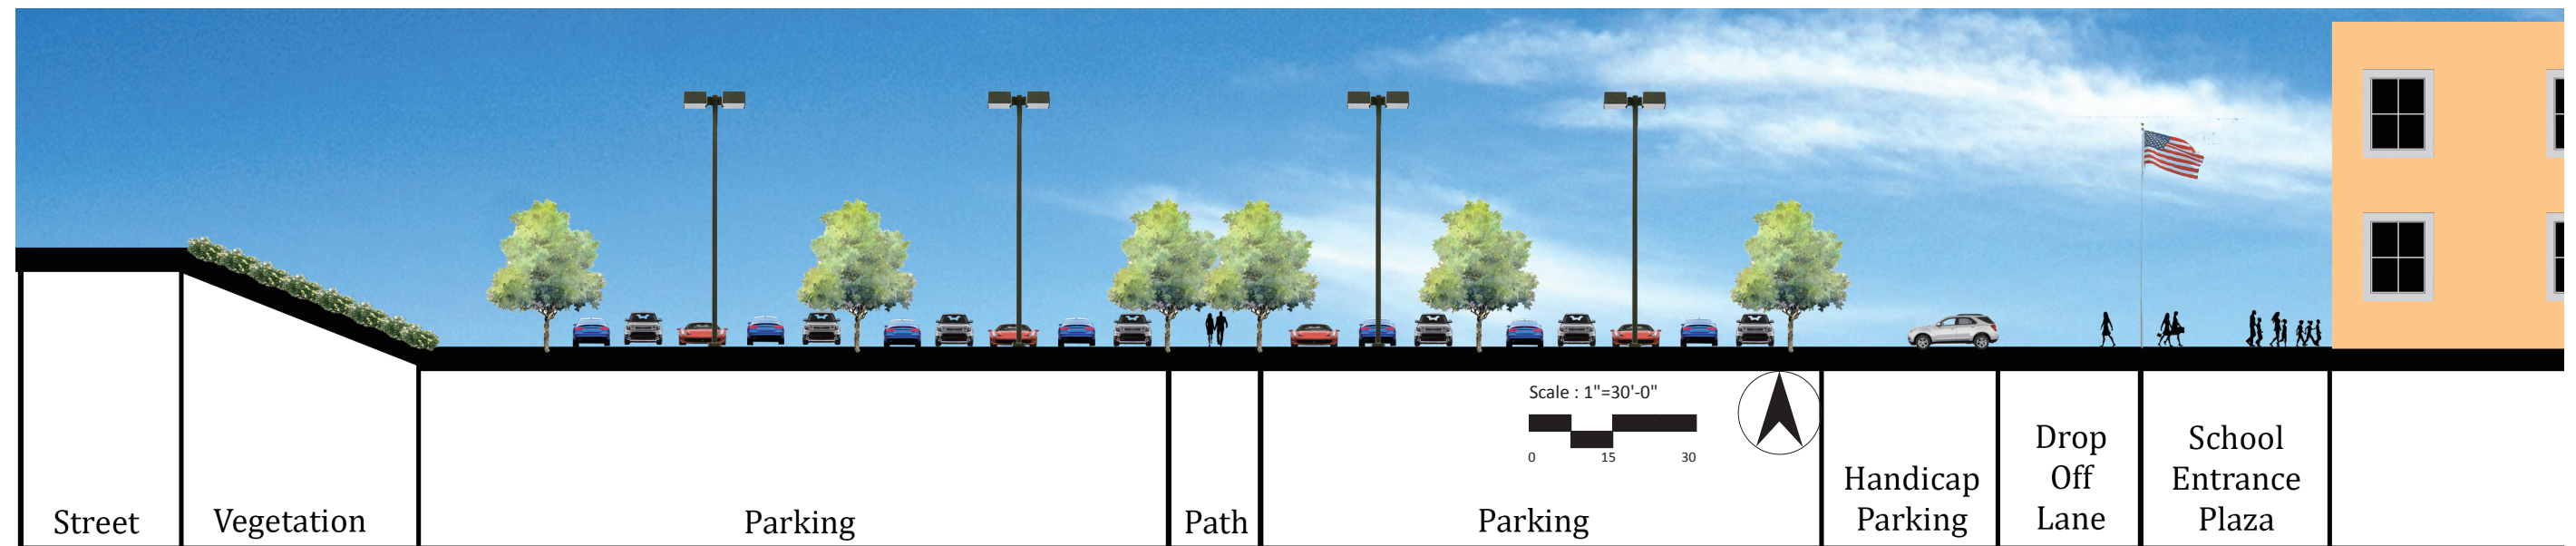 Scale : 1"=30'-0"
0 15 30
Street
Vegetation
Parking
Path
Parking
Handicap
Parking
Drop
Off
Lane
School
Entrance
Plaza